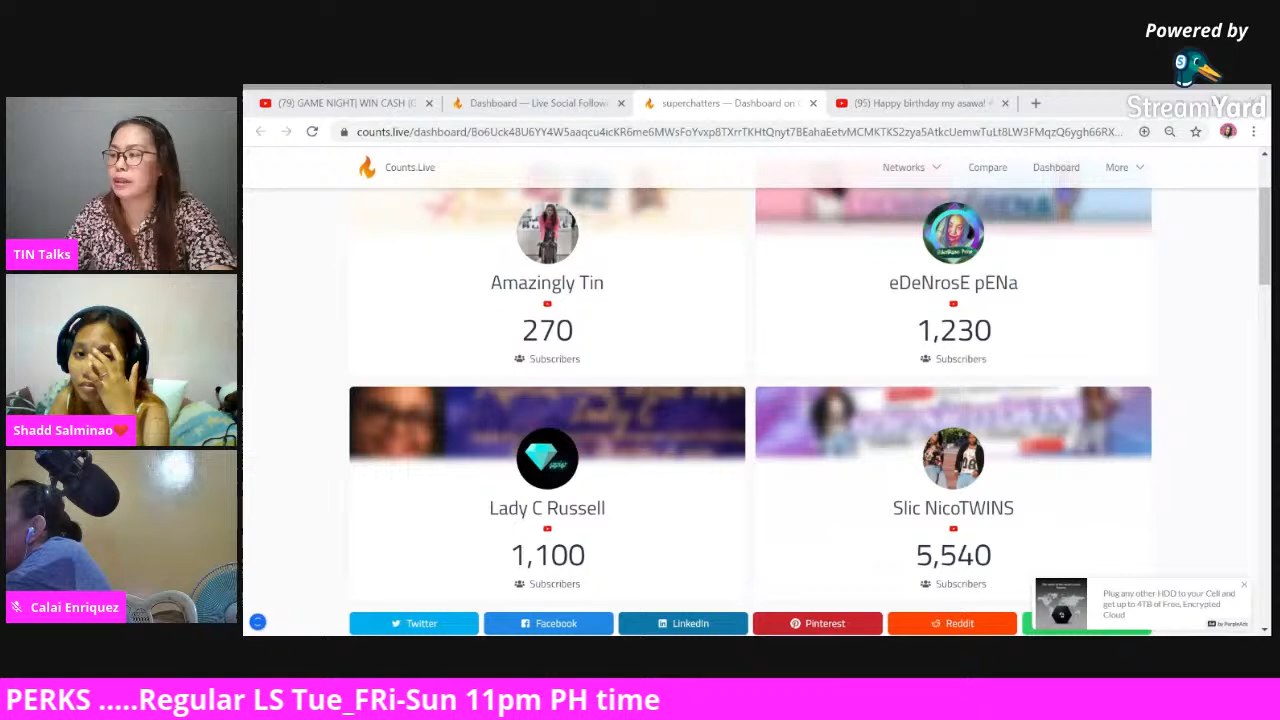 Powered by
StreamYard
(79) GAME NIGHT| WIN CASH (G
Dashboard — Live Social Follow
superchatters — Dashboard on C
(95) Happy birthday my asawa!
Counts.Live
Networks
Compare
Dashboard
More
Amazingly Tin
270
Subscribers
eDeNrosE pENa
1,230
Subscribers
Lady C Russell
1,100
Subscribers
Slic NicoTWINS
5,540
Subscribers
Twitter
Facebook
LinkedIn
Pinterest
Reddit
Plug any other HDD to your Cell and
get up to 4TB of Free, Encrypted
Cloud
Ad by PurpleAds
TIN Talks
Shadd Salminao❤️
Calai Enriquez
PERKS .....Regular LS Tue_FRi-Sun 11pm PH time